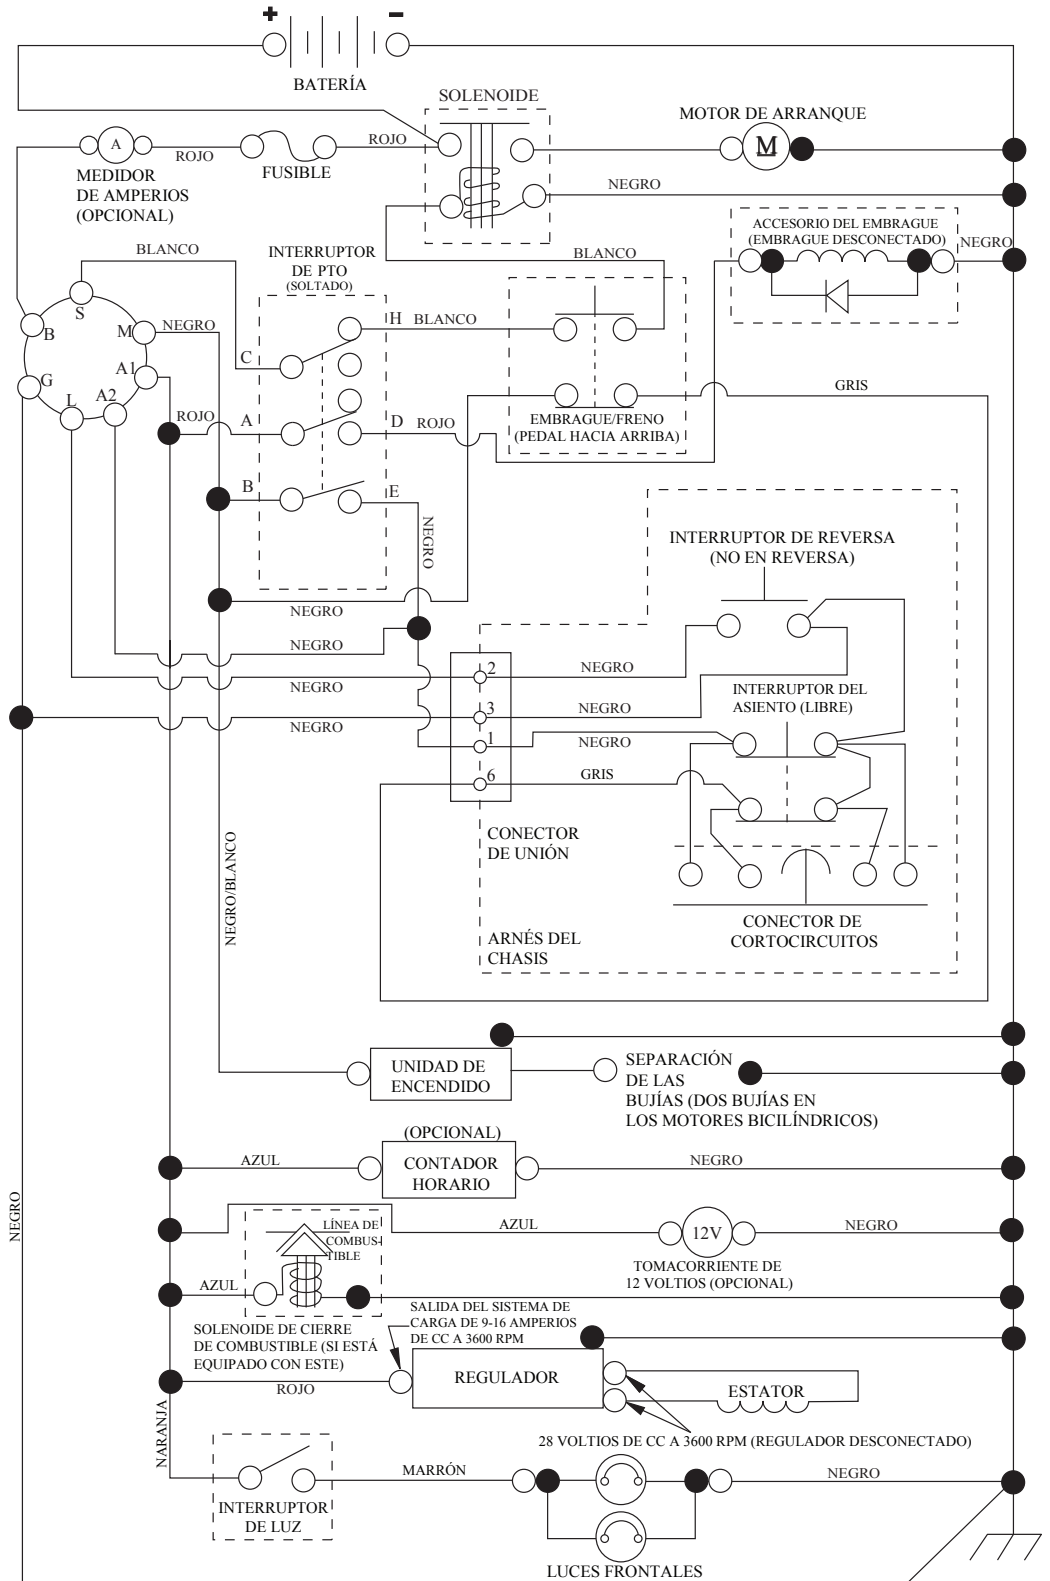 + −
BATERÍA
SOLENOIDE
MOTOR DE ARRANQUE
A
ROJO
ROJO
M
MEDIDOR
DE AMPERIOS
(OPCIONAL)
FUSIBLE
NEGRO
ACCESORIO DEL EMBRAGUE
(EMBRAGUE DESCONECTADO)
NEGRO
BLANCO
INTERRUPTOR
DE PTO
(SOLTADO)
BLANCO
S
B
M
NEGRO
H
BLANCO
C
A1
G
A2
L
ROJO
A
D
ROJO
GRIS
EMBRAGUE/FRENO
(PEDAL HACIA ARRIBA)
B
E
NEGRO
INTERRUPTOR DE REVERSA
(NO EN REVERSA)
NEGRO
NEGRO
NEGRO
2
NEGRO
INTERRUPTOR DEL
ASIENTO (LIBRE)
NEGRO
3
NEGRO
1
NEGRO
6
GRIS
CONECTOR
DE UNIÓN
NEGRO/BLANCO
CONECTOR DE
CORTOCIRCUITOS
ARNÉS DEL
CHASIS
UNIDAD DE
ENCENDIDO
SEPARACIÓN
DE LAS
BUJÍAS (DOS BUJÍAS EN
LOS MOTORES BICILÍNDRICOS)
(OPCIONAL)
AZUL
CONTADOR
HORARIO
NEGRO
NEGRO
LÍNEA DE
COMBUS-
TIBLE
AZUL
12V
NEGRO
TOMACORRIENTE DE
12 VOLTIOS (OPCIONAL)
AZUL
SOLENOIDE DE CIERRE
DE COMBUSTIBLE (SI ESTÁ
EQUIPADO CON ESTE)
SALIDA DEL SISTEMA DE
CARGA DE 9-16 AMPERIOS
DE CC A 3600 RPM
REGULADOR
ROJO
ESTATOR
NARANJA
28 VOLTIOS DE CC A 3600 RPM (REGULADOR DESCONECTADO)
MARRÓN
NEGRO
INTERRUPTOR
DE LUZ
LUCES FRONTALES